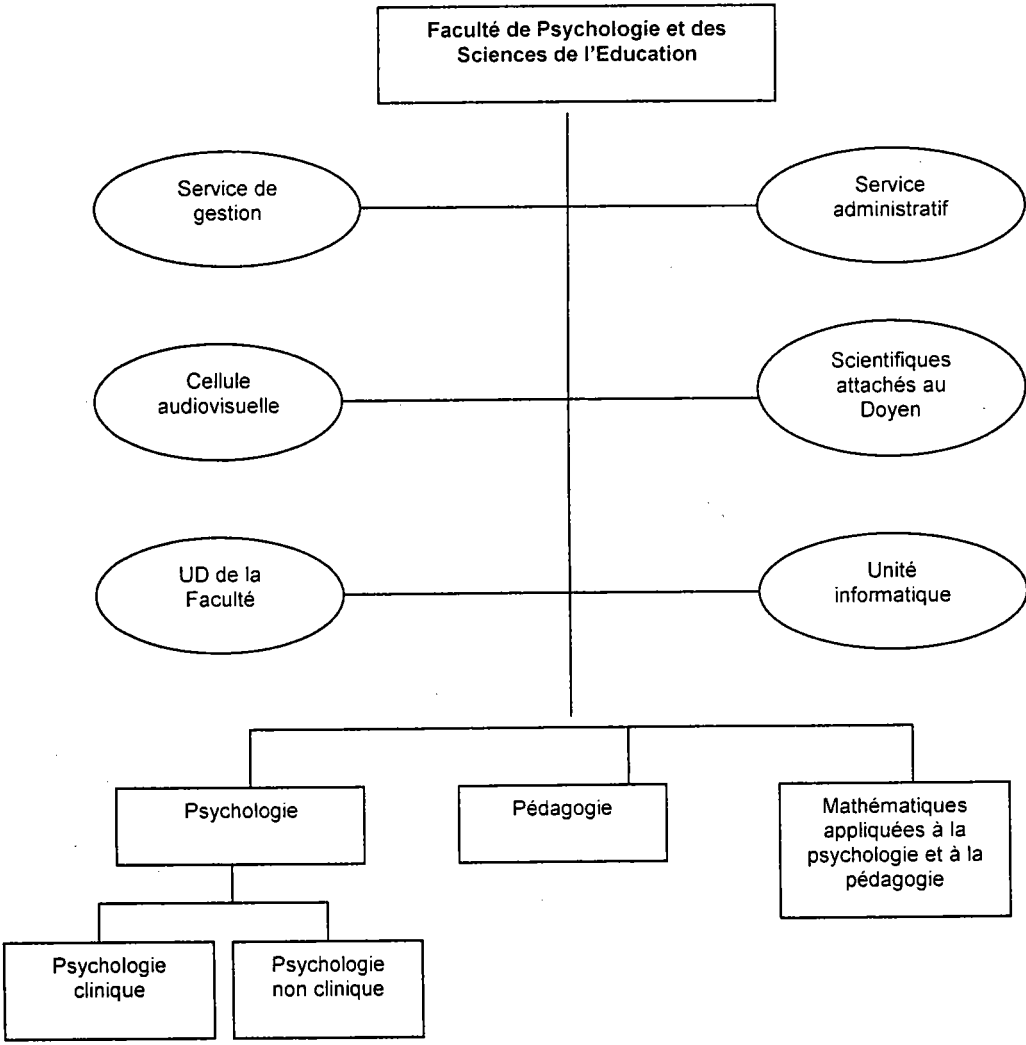 Faculté de Psychologie et des
Sciences de l'Education
Service de
gestion
Service
administratif
Cellule
audiovisuelle
Scientifiques
attachés au
Doyen
UD de la
Faculté
Unité
informatique
Psychologie
Pédagogie
Mathématiques
appliquées à la
psychologie et à la
pédagogie
Psychologie
clinique
Psychologie
non clinique